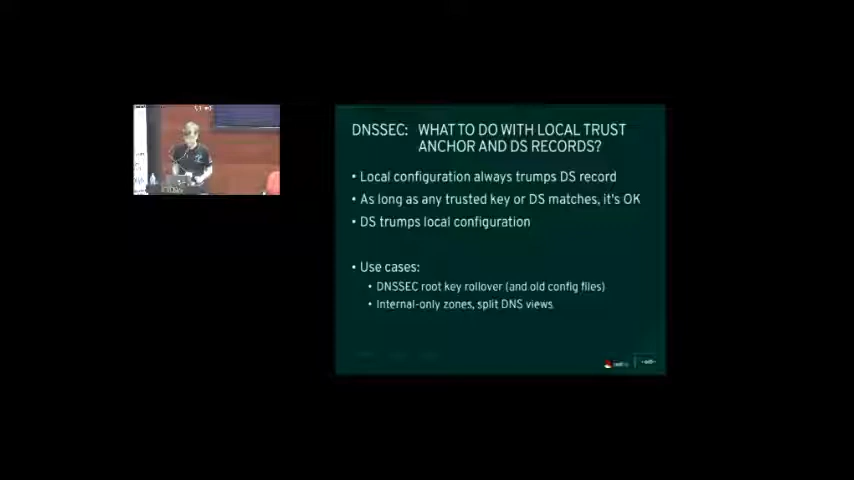 DNSSEC: WHAT TO DO WITH LOCAL TRUST
ANCHOR AND DS RECORDS?
• Local configuration always trumps DS record
• As long as any trusted key or DS matches, it's OK
• DS trumps local configuration
• Use cases:
• DNSSEC root key rollover (and old config files)
• Internal-only zones, split DNS views